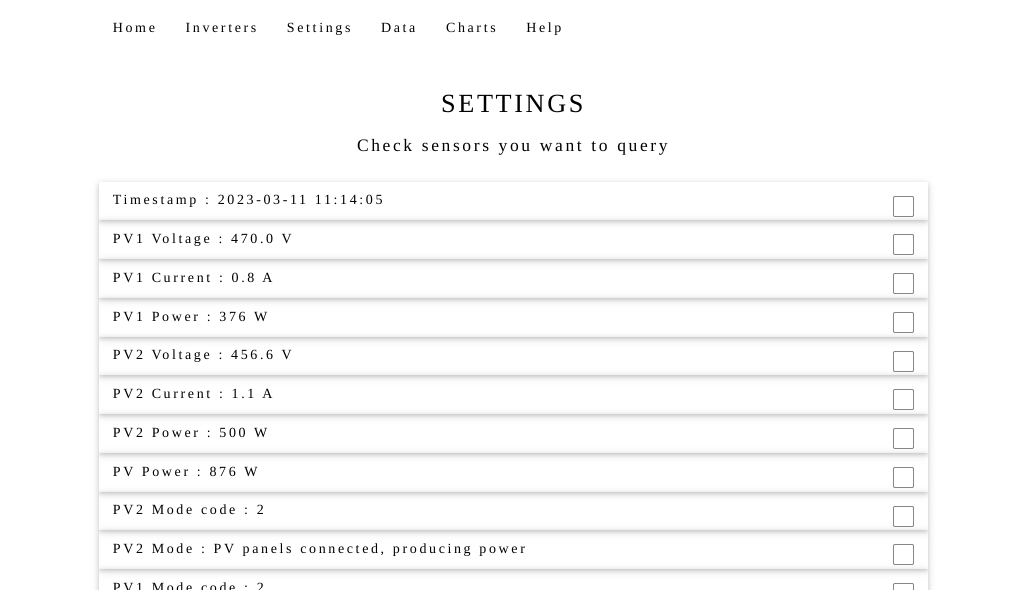 Home Inverters Settings Data Charts Help
SETTINGS
Check sensors you want to query
Timestamp : 2023-03-11 11:14:05
PV1 Voltage : 470.0 V
PV1 Current : 0.8 A
PV1 Power : 376 W
PV2 Voltage : 456.6 V
PV2 Current : 1.1 A
PV2 Power : 500 W
PV Power : 876 W
PV2 Mode code : 2
PV2 Mode : PV panels connected, producing power
PV1 Mode code : 2